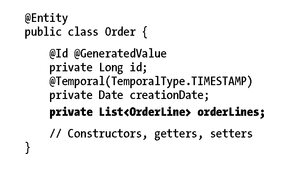 @Entity
public class Order {
@Id @GeneratedValue
private Long id;
@Temporal(TemporalType.TIMESTAMP)
private Date creationDate;
private List<OrderLine> orderLines;
// Constructors, getters, setters
}